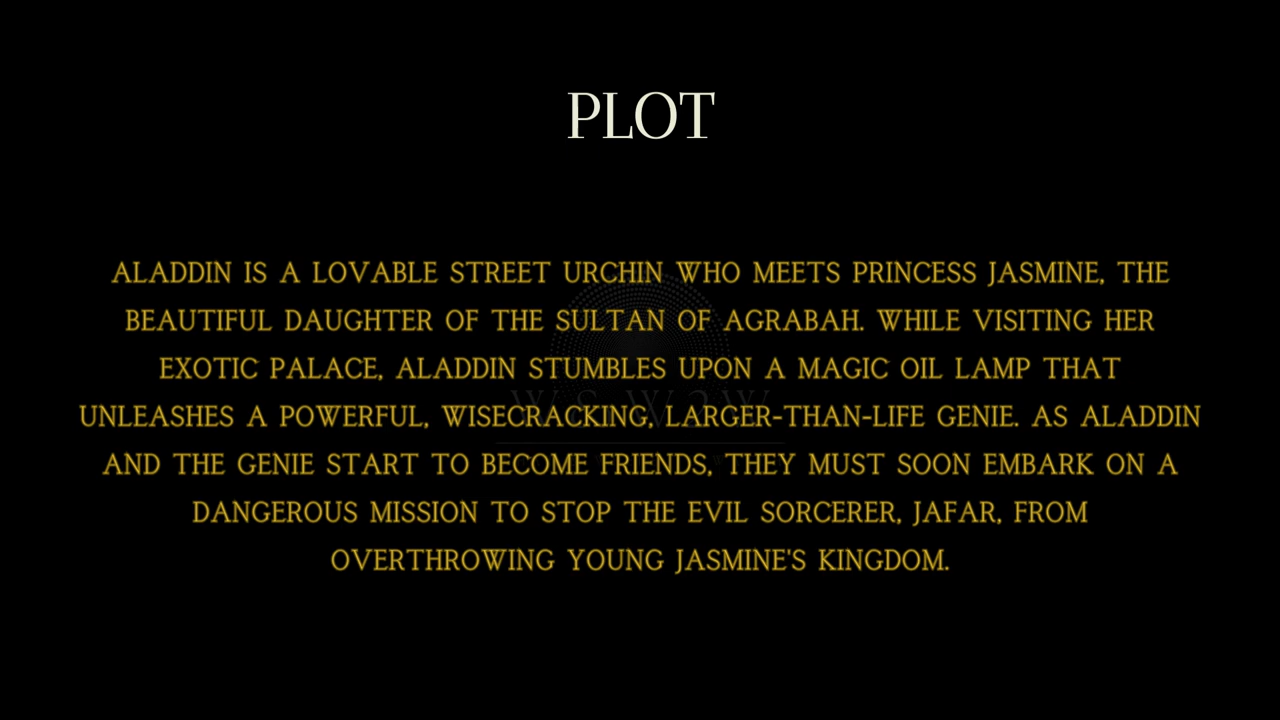 PLOT
ALADDIN IS A LOVABLE STREET URCHIN WHO MEETS PRINCESS JASMINE, THE
BEAUTIFUL DAUGHTER OF THE SULTAN OF AGRABAH. WHILE VISITING HER
EXOTIC PALACE, ALADDIN STUMBLES UPON A MAGIC OIL LAMP THAT
UNLEASHES A POWERFUL, WISECRACKING, LARGER-THAN-LIFE GENIE. AS ALADDIN
AND THE GENIE START TO BECOME FRIENDS, THEY MUST SOON EMBARK ON A
DANGEROUS MISSION TO STOP THE EVIL SORCERER, JAFAR, FROM
OVERTHROWING YOUNG JASMINE'S KINGDOM.